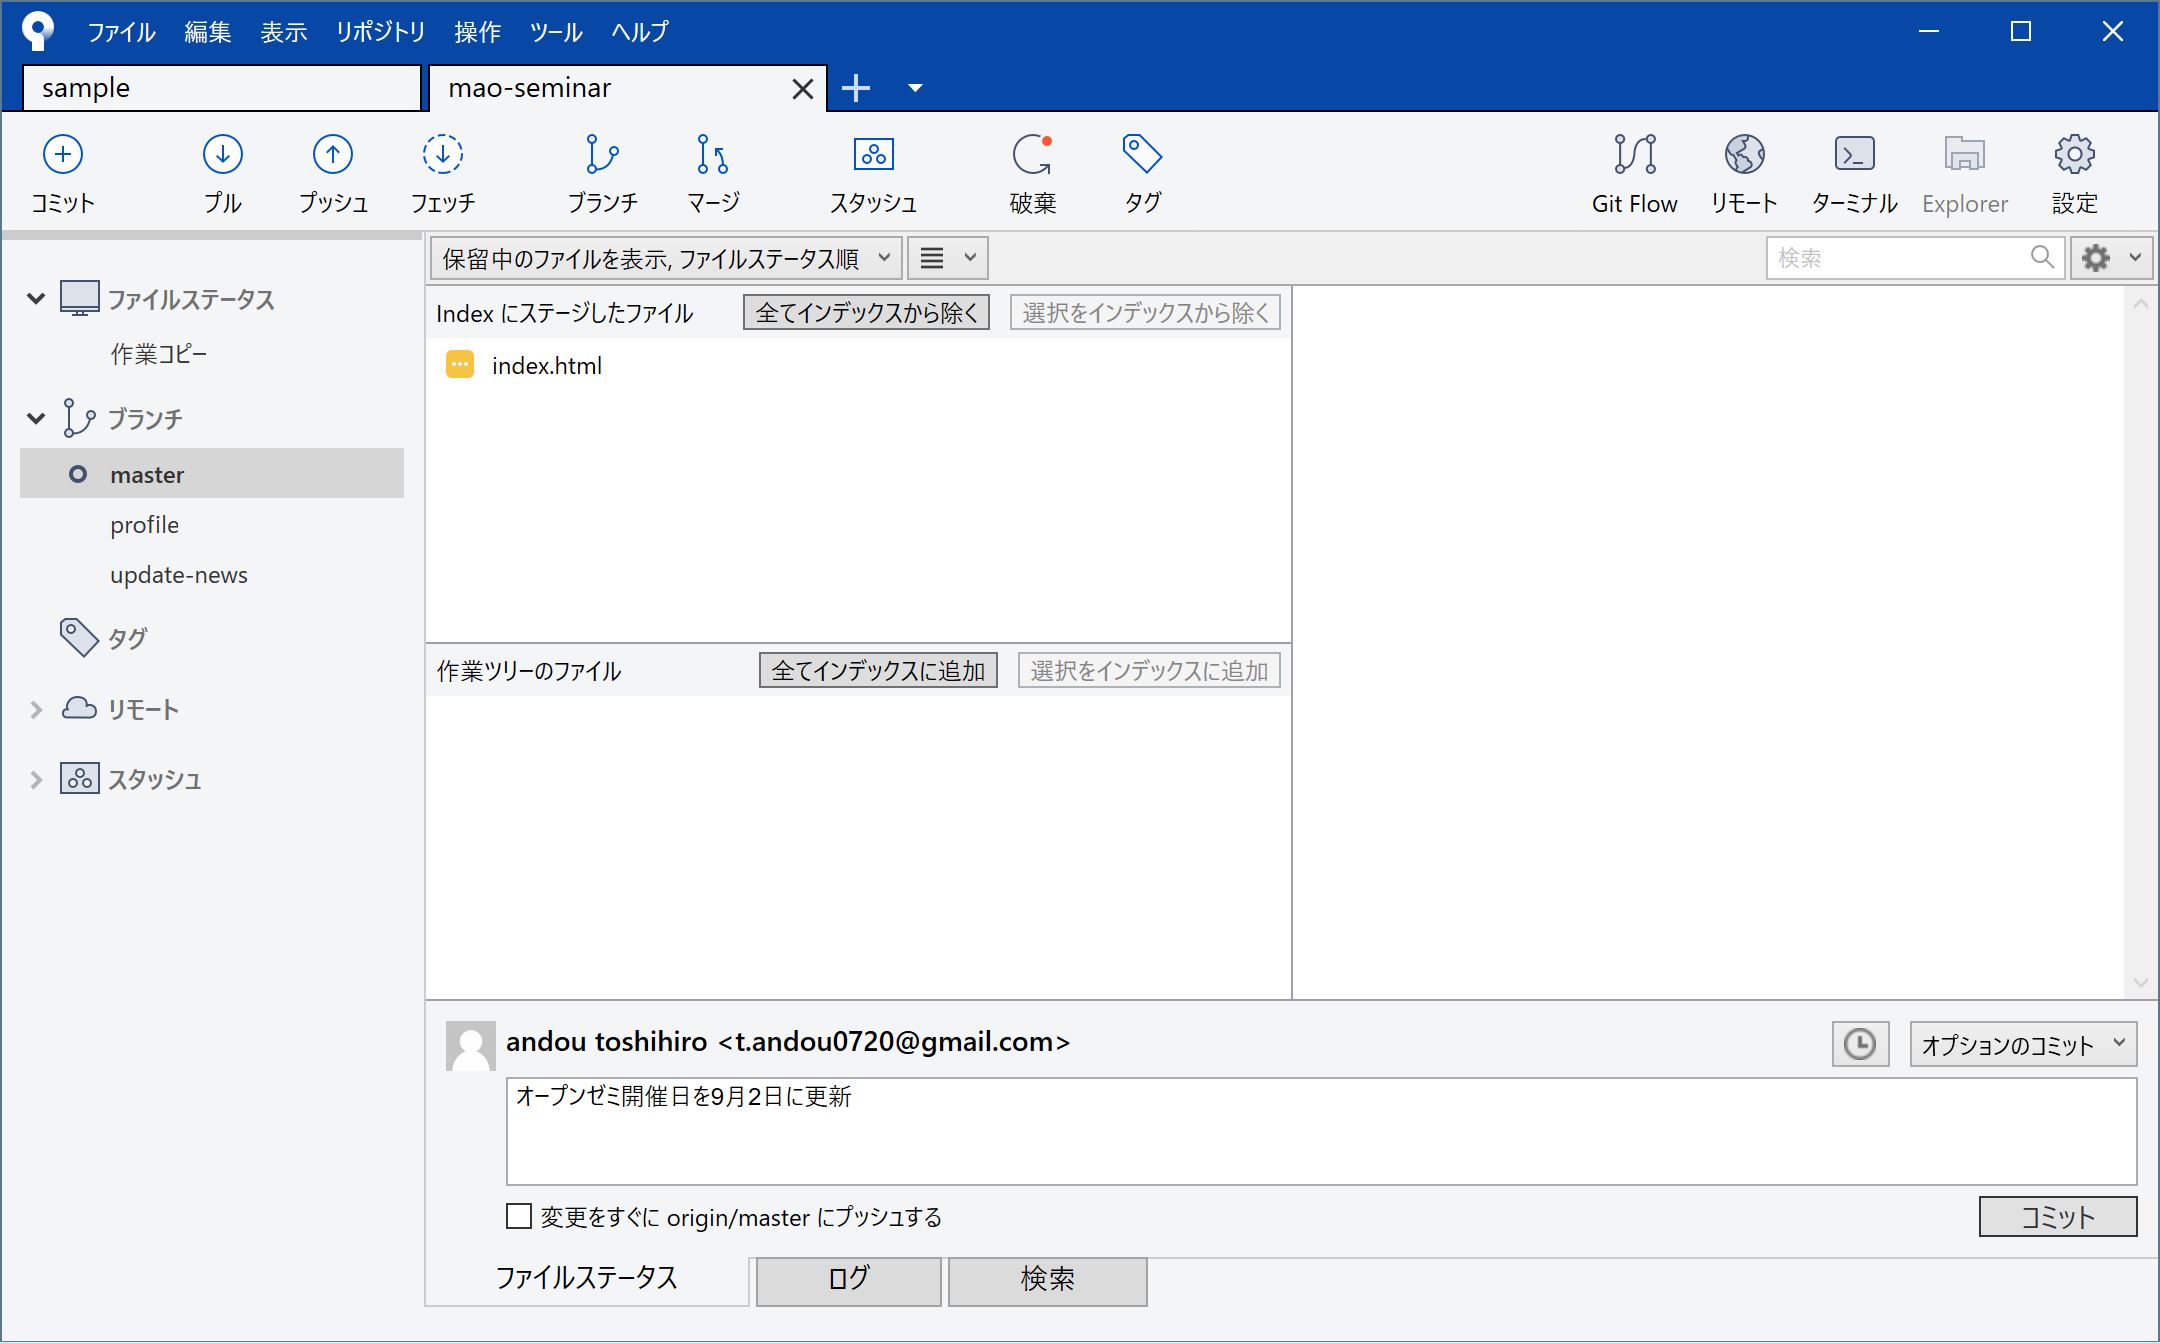 ファイル 編集 表示 リポジトリ 操作 ツール ヘルプ
sample
mao-seminar
コミット プル プッシュ フェッチ ブランチ マージ スタッシュ 破棄 タグ Git Flow リモート ターミナル Explorer 設定
保留中のファイルを表示, ファイルステータス順
検索
ファイルステータス
作業コピー
ブランチ
master
profile
update-news
タグ
リモート
スタッシュ
Index にステージしたファイル 全てインデックスから除く 選択をインデックスから除く
index.html
作業ツリーのファイル 全てインデックスに追加 選択をインデックスに追加
andou toshihiro <t.andou0720@gmail.com>
オプションのコミット
オープンゼミ開催日を9月2日に更新
変更をすぐに origin/master にプッシュする
コミット
ファイルステータス ログ 検索